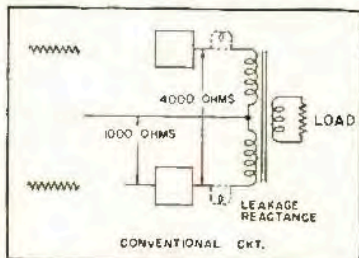 4000 OHMS
1000 OHMS
LOAD
LEAKAGE
REACTANCE
CONVENTIONAL CKT.